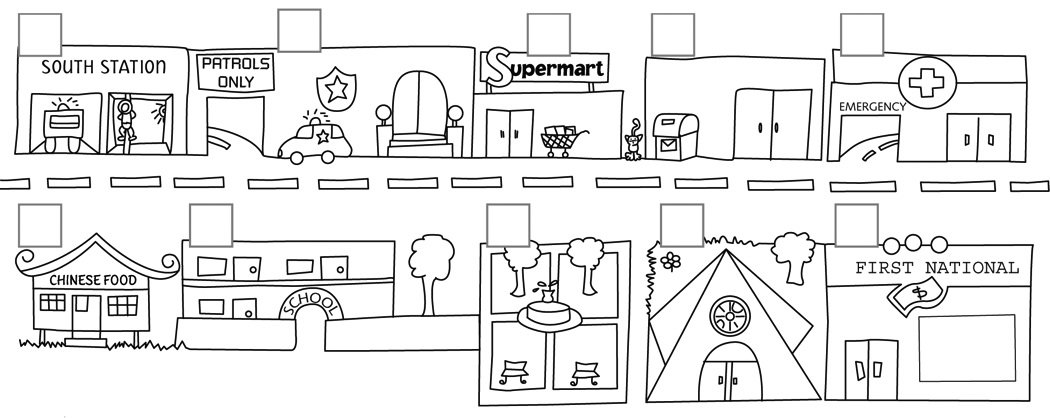 SOUTH STATION
PATROLS
ONLY
Supermart
EMERGENCY
CHINESE FOOD
SCHOOL
FIRST NATIONAL
$